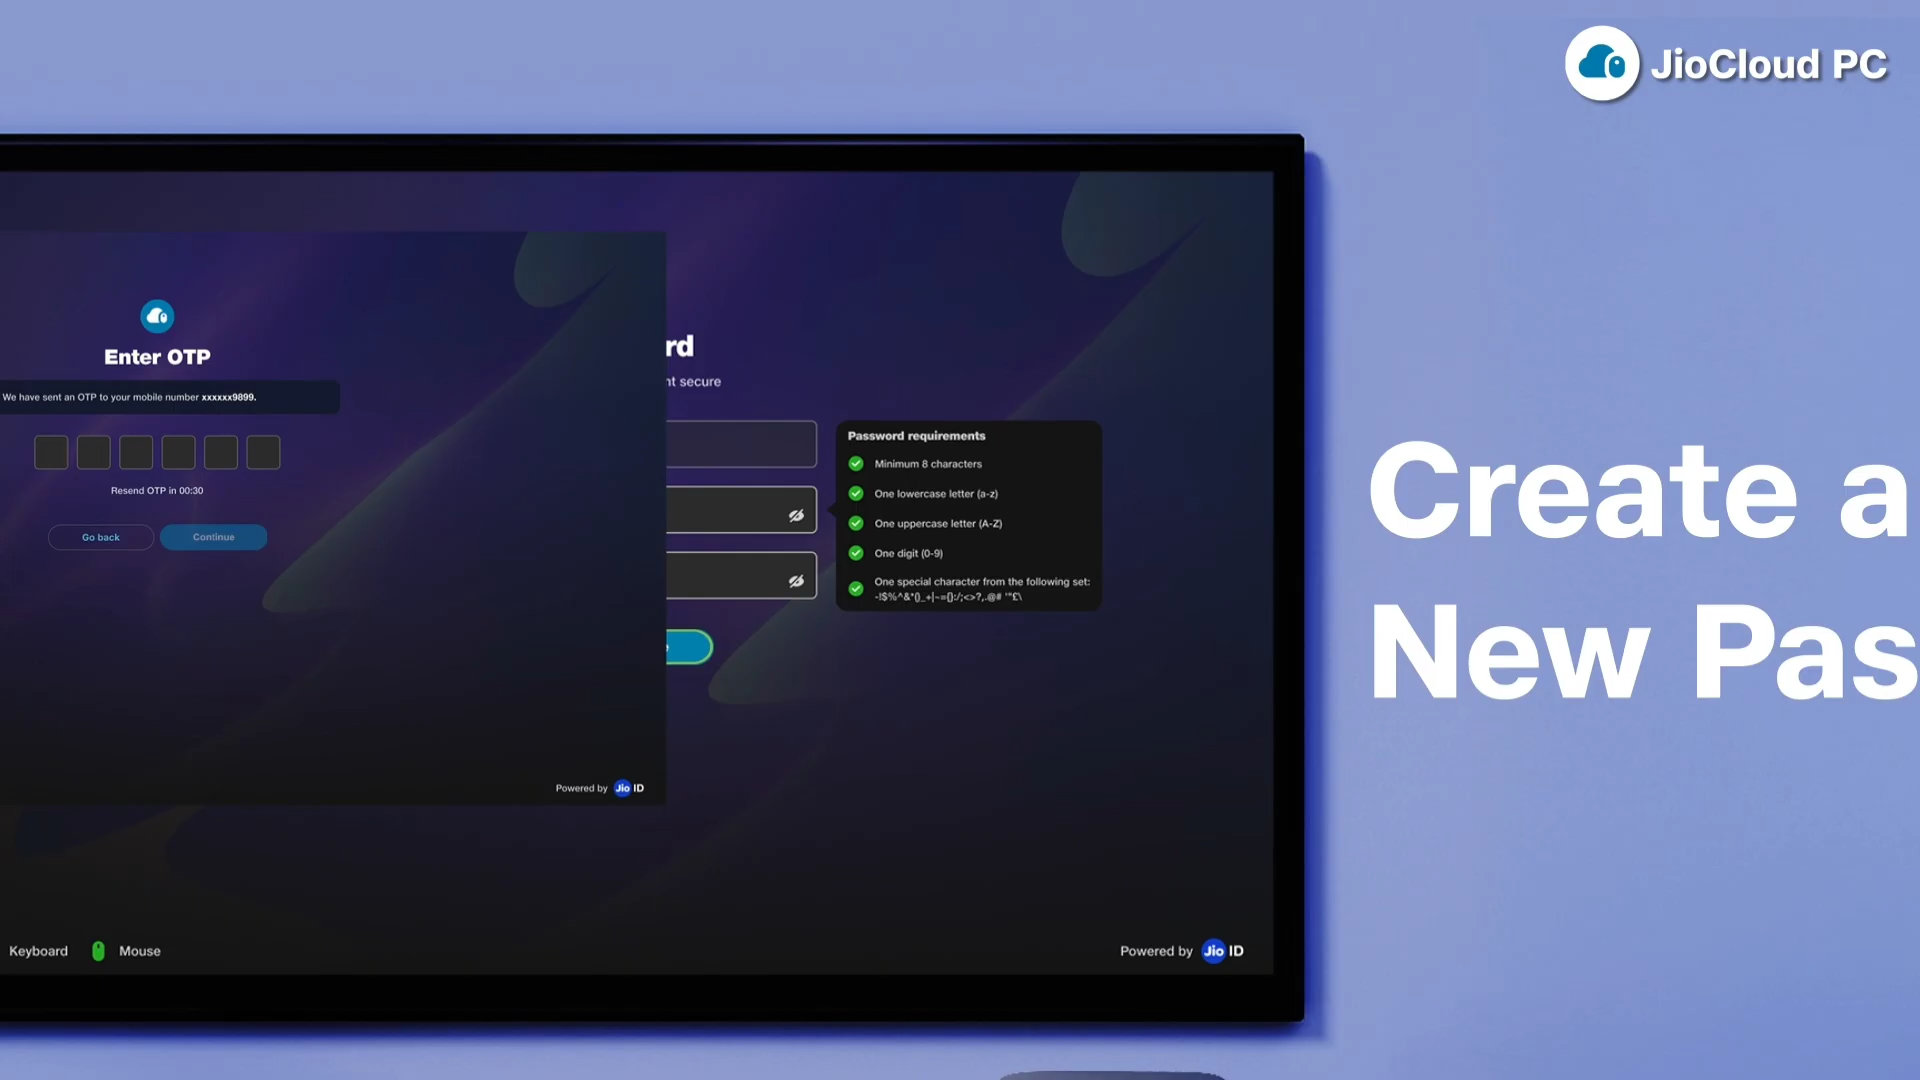 JioCloud PC
Enter OTP
We have sent an OTP to your mobile number xxxxxx9899.
Resend OTP in 00:30
Go back
Continue
Powered by Jio ID
rd
nt secure
Password requirements
Minimum 8 characters
One lowercase letter (a-z)
One uppercase letter (A-Z)
One digit (0-9)
One special character from the following set:
Create a
New Pas
Keyboard
Mouse
Powered by Jio ID